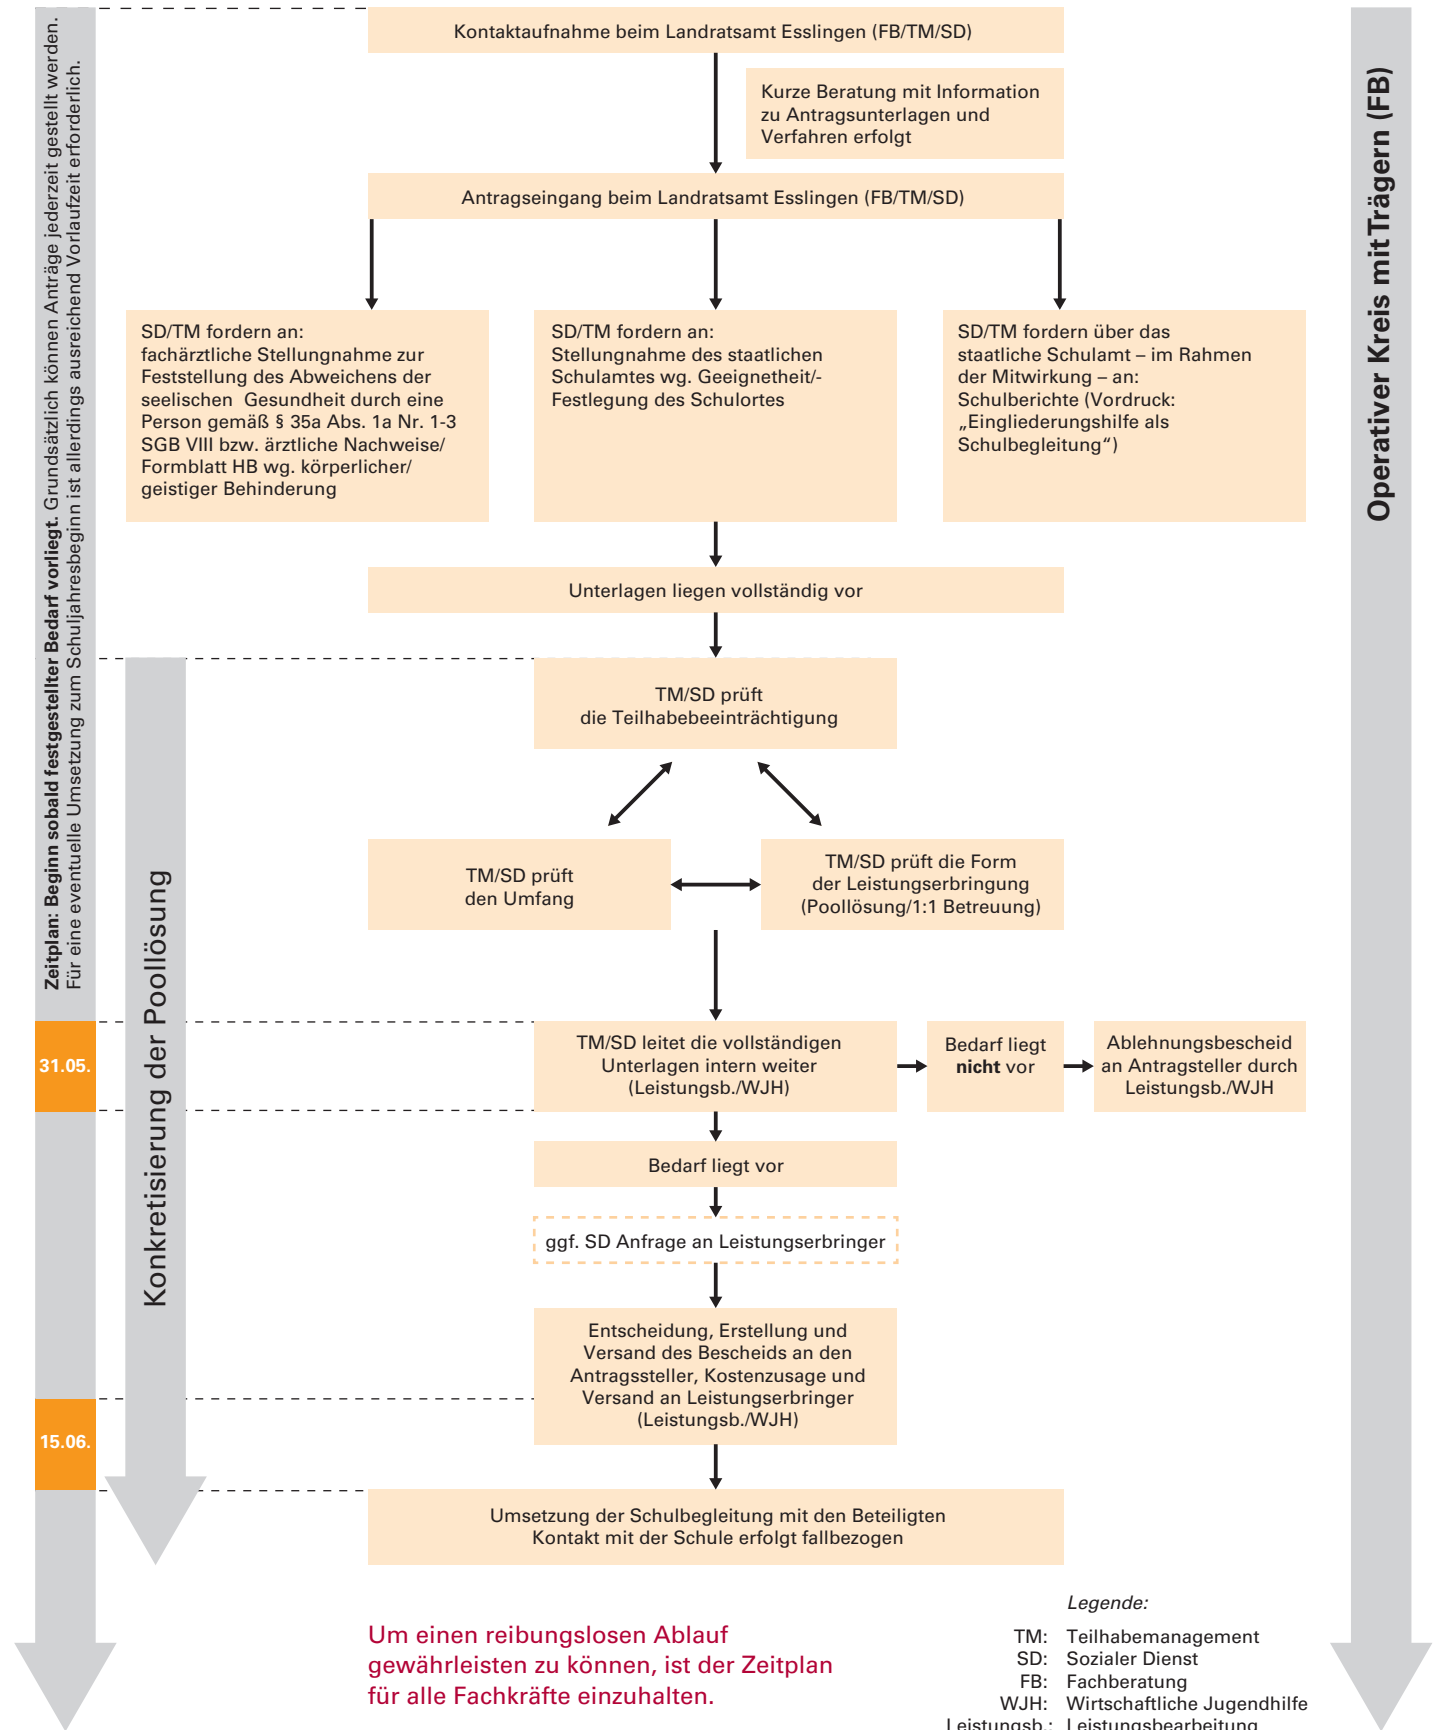 Kontaktaufnahme beim Landratsamt Esslingen (FB/TM/SD)
Kurze Beratung mit Information
zu Antragsunterlagen und
Verfahren erfolgt
Antragseingang beim Landratsamt Esslingen (FB/TM/SD)
SD/TM fordern an:
fachärztliche Stellungnahme zur
Feststellung des Abweichens der
seelischen Gesundheit durch eine
Person gemäß § 35a Abs. 1a Nr. 1-3
SGB VIII bzw. ärztliche Nachweise/
Formblatt HB wg. körperlicher/
geistiger Behinderung
SD/TM fordern an:
Stellungnahme des staatlichen
Schulamtes wg. Geeignetheit/-
Festlegung des Schulortes
SD/TM fordern über das
staatliche Schulamt – im Rahmen
der Mitwirkung – an:
Schulberichte (Vordruck:
„Eingliederungshilfe als
Schulbegleitung“)
Unterlagen liegen vollständig vor
TM/SD prüft
die Teilhabebeeinträchtigung
TM/SD prüft
den Umfang
TM/SD prüft die Form
der Leistungserbringung
(Poollösung/1:1 Betreuung)
TM/SD leitet die vollständigen
Unterlagen intern weiter
(Leistungsb./WJH)
Bedarf liegt
nicht vor
Ablehnungsbescheid
an Antragsteller durch
Leistungsb./WJH
Bedarf liegt vor
ggf. SD Anfrage an Leistungserbringer
Entscheidung, Erstellung und
Versand des Bescheids an den
Antragssteller, Kostenzusage und
Versand an Leistungserbringer
(Leistungsb./WJH)
Umsetzung der Schulbegleitung mit den Beteiligten
Kontakt mit der Schule erfolgt fallbezogen
Zeitplan: Beginn sobald festgestellter Bedarf vorliegt. Grundsätzlich können Anträge jederzeit gestellt werden.
Für eine eventuelle Umsetzung zum Schuljahresbeginn ist allerdings ausreichend Vorlaufzeit erforderlich.
31.05.
15.06.
Konkretisierung der Poollösung
Operativer Kreis mit Trägern (FB)
Um einen reibungslosen Ablauf
gewährleisten zu können, ist der Zeitplan
für alle Fachkräfte einzuhalten.
Legende:
TM: Teilhabemanagement
SD: Sozialer Dienst
FB: Fachberatung
WJH: Wirtschaftliche Jugendhilfe
Leistungsb.: Leistungsbearbeitung